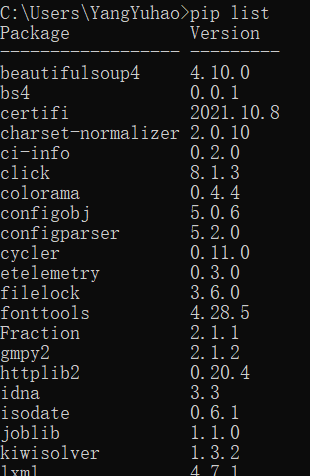 C:\Users\YangYuhao>pip list
Package            Version
------------------ ---------
beautifulsoup4     4.10.0
bs4                0.0.1
certifi            2021.10.8
charset-normalizer 2.0.10
ci-info            0.2.0
click              8.1.3
colorama           0.4.4
configobj          5.0.6
configparser       5.2.0
cycler             0.11.0
etelemetry         0.3.0
filelock           3.6.0
fonttools          4.28.5
Fraction           2.1.1
gmpy2              2.1.2
httplib2           0.20.4
idna               3.3
isodate            0.6.1
joblib             1.1.0
kiwisolver         1.3.2
lxml               4.7.1